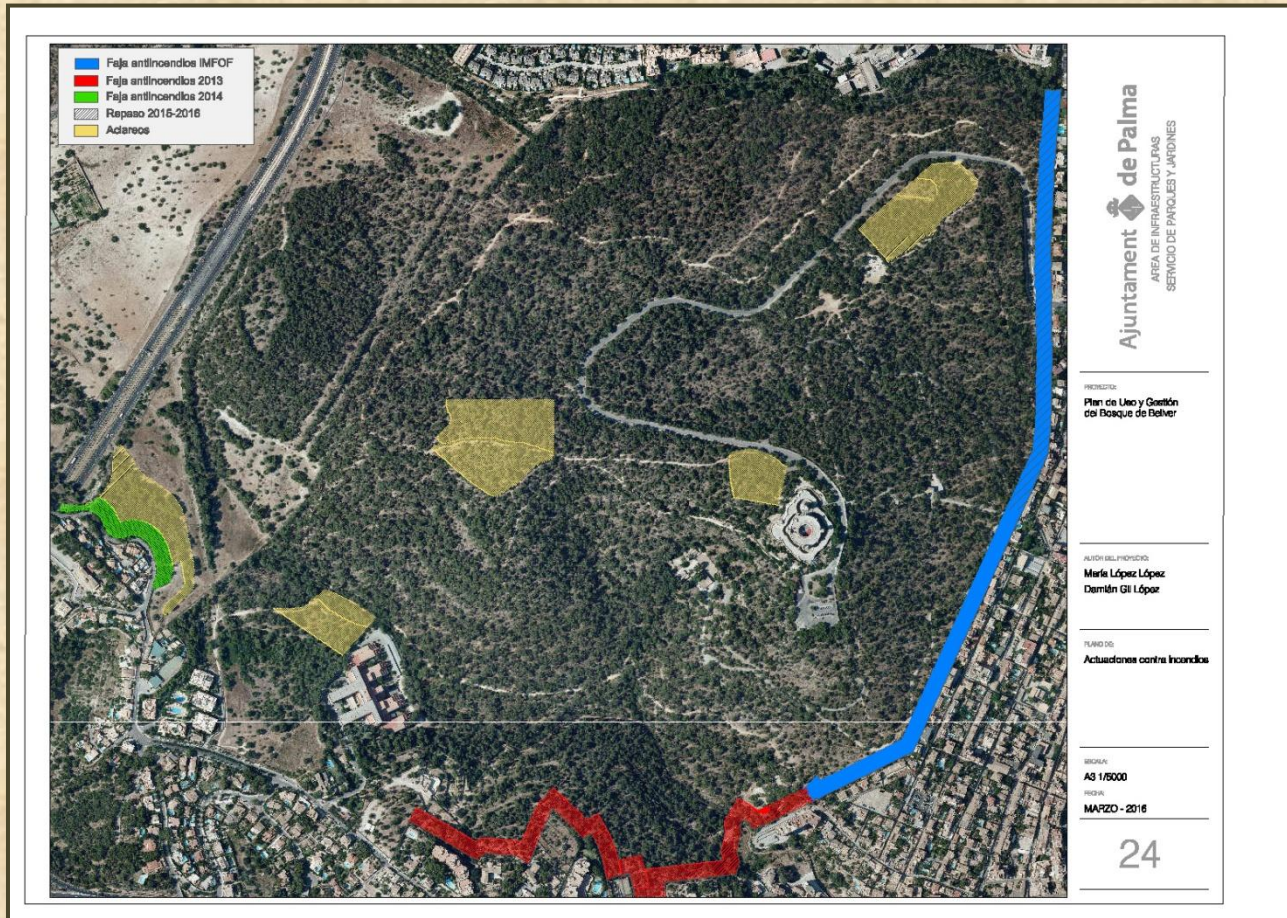 Faja antiincendios IMFOF
Faja antiincendios 2013
Faja antiincendios 2014
Repaso 2015-2016
Aclareos
Ajuntament de Palma
AREA DE INFRAESTRUCTURAS
SERVICIO DE PARQUES Y JARDINES
PROYECTO:
Plan de Uso y Gestión
del Bosque de Bellver
AUTOR DEL PROYECTO:
María López López
Damián Gil López
PLANO DE:
Actuaciones contra Incendios
ESCALA:
A3 1/5000
FECHA:
MARZO - 2016
24